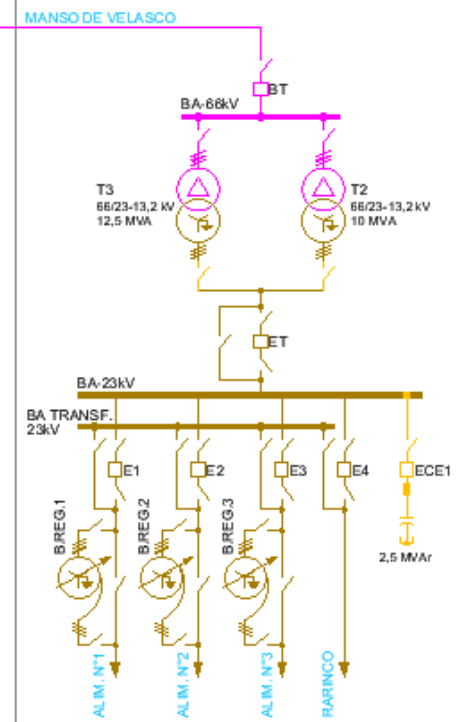 MANSO DE VELASCO
BT
BA-66kV
T3
66/23-13,2 kV
12,5 MVA
T2
66/23-13,2 kV
10 MVA
ET
BA-23kV
BA TRANSF.
23kV
E1
E2
E3
E4
ECE1
B.REG.1
B.REG.2
B.REG.3
2,5 MVAr
ALIM. N°1
ALIM. N°2
ALIM. N°3
RARINCO